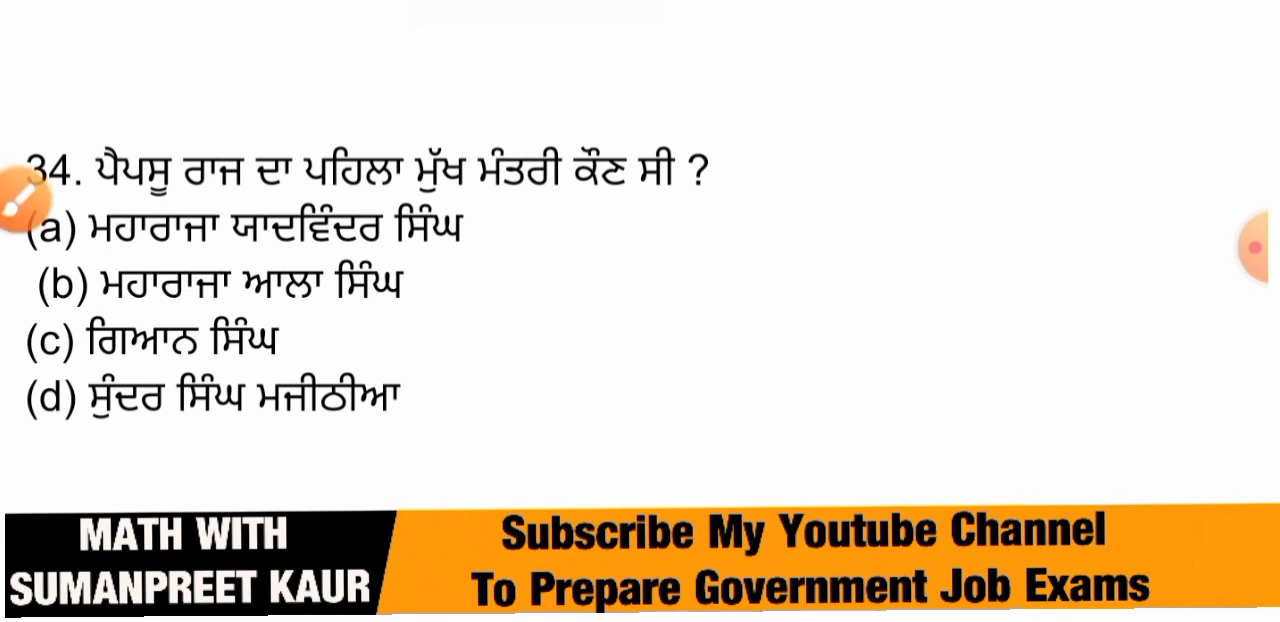 34. ਪੈਪਸੂ ਰਾਜ ਦਾ ਪਹਿਲਾ ਮੁੱਖ ਮੰਤਰੀ ਕੌਣ ਸੀ ?
(a) ਮਹਾਰਾਜਾ ਯਾਦਵਿੰਦਰ ਸਿੰਘ
(b) ਮਹਾਰਾਜਾ ਆਲਾ ਸਿੰਘ
(c) ਗਿਆਨ ਸਿੰਘ
(d) ਸੁੰਦਰ ਸਿੰਘ ਮਜੀਠੀਆ
MATH WITH
SUMANPREET KAUR
Subscribe My Youtube Channel
To Prepare Government Job Exams